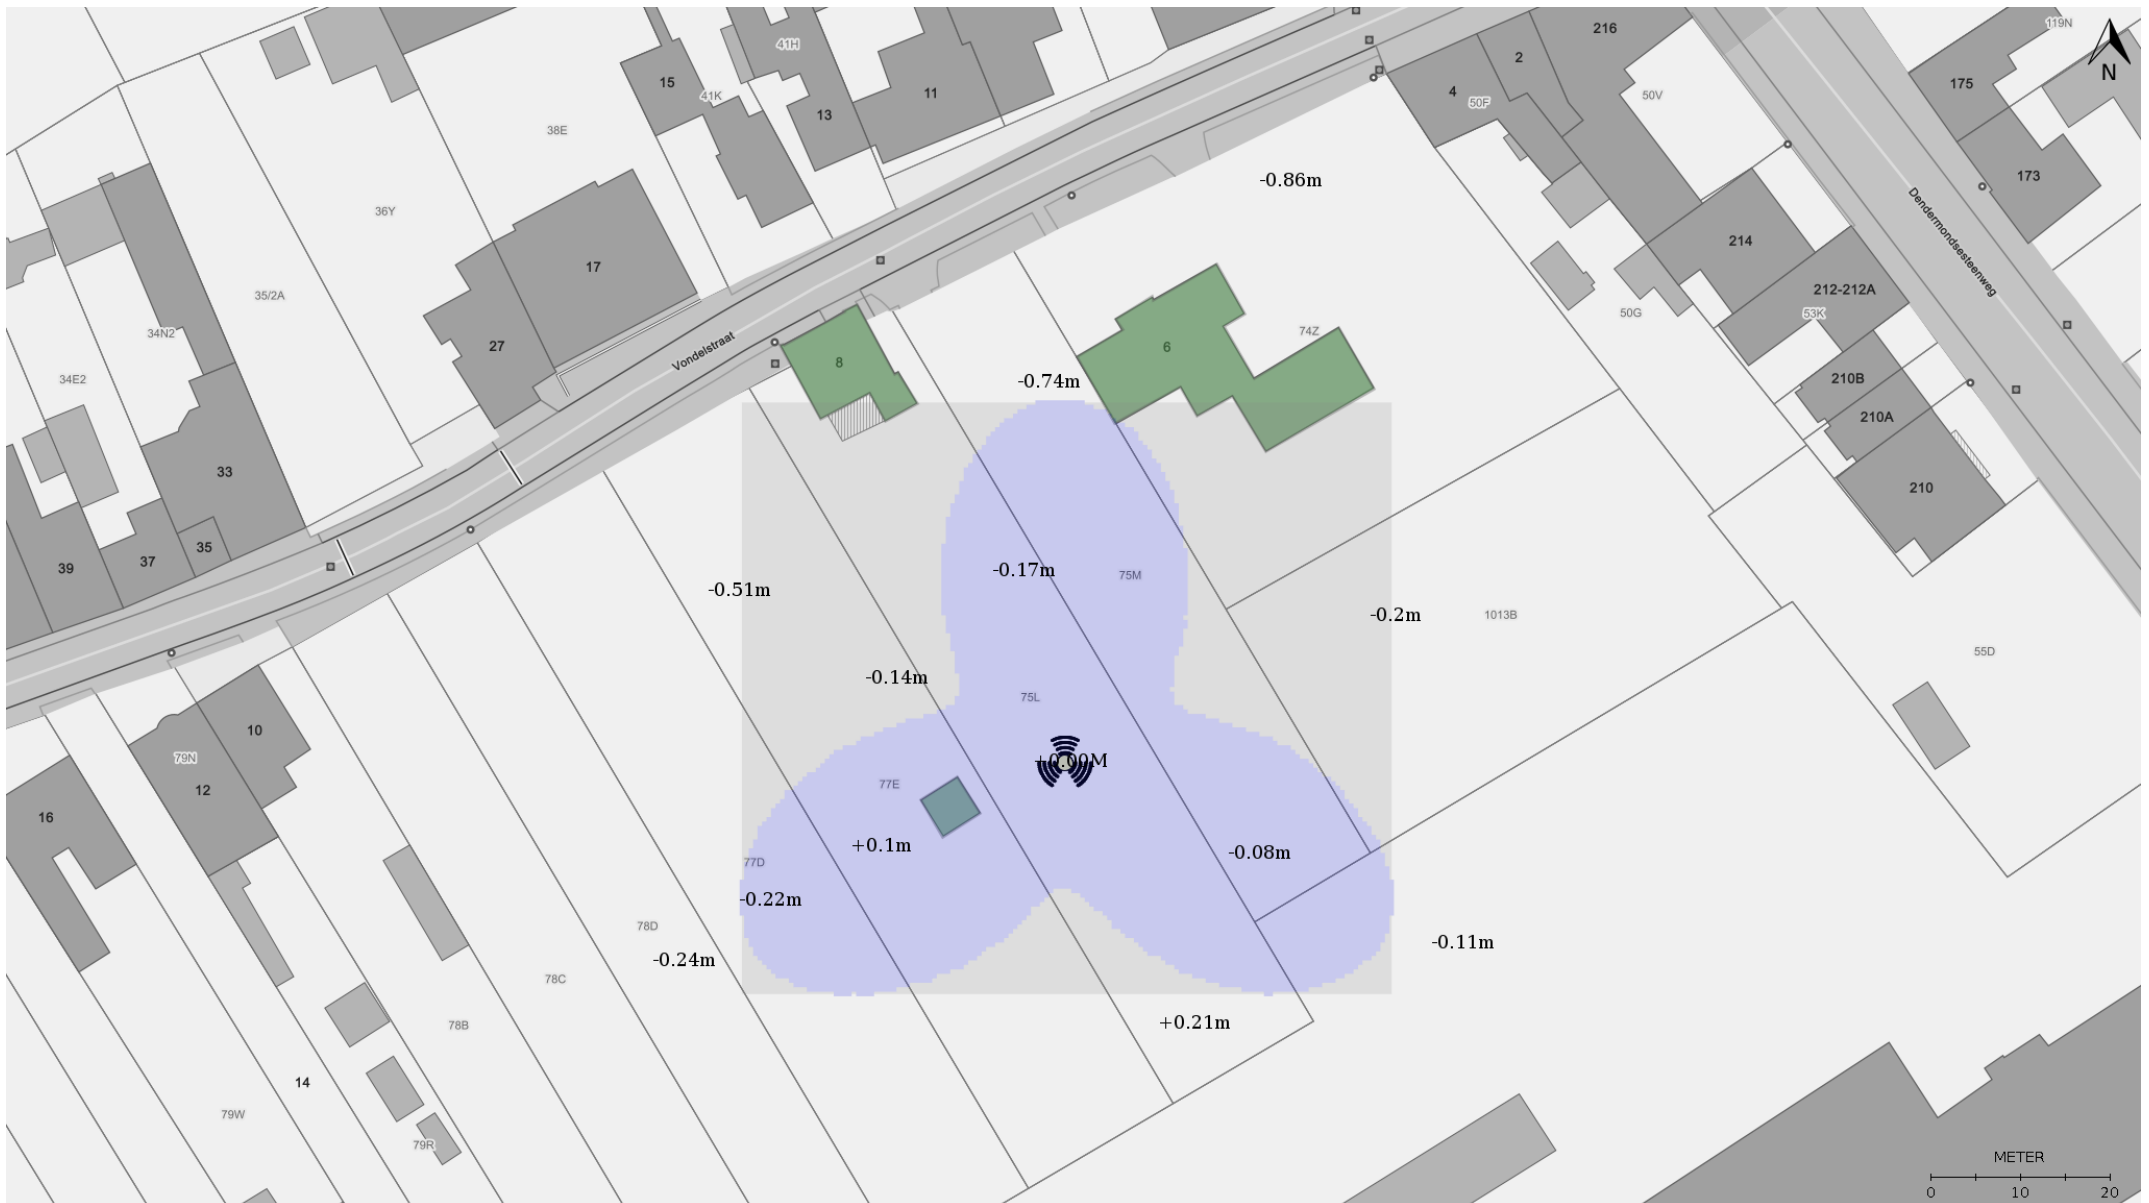 119N
216
41H
2
175
15
N
11
4
41K
50F
50V
13
38E
173
-0.86m
36Y
Dendermondsesteenweg
214
17
212-212A
35/2A
50G
53K
34N2
74Z
27
6
Vondelstraat
8
210B
34E2
-0.74m
210A
33
210
35
37
39
-0.17m
75M
-0.51m
-0.2m
1013B
55D
-0.14m
75L
10
79N
+0.00M
77E
12
16
+0.1m
-0.08m
77D
-0.22m
78D
-0.11m
-0.24m
78C
+0.21m
78B
14
79W
79R
METER
0 10 20